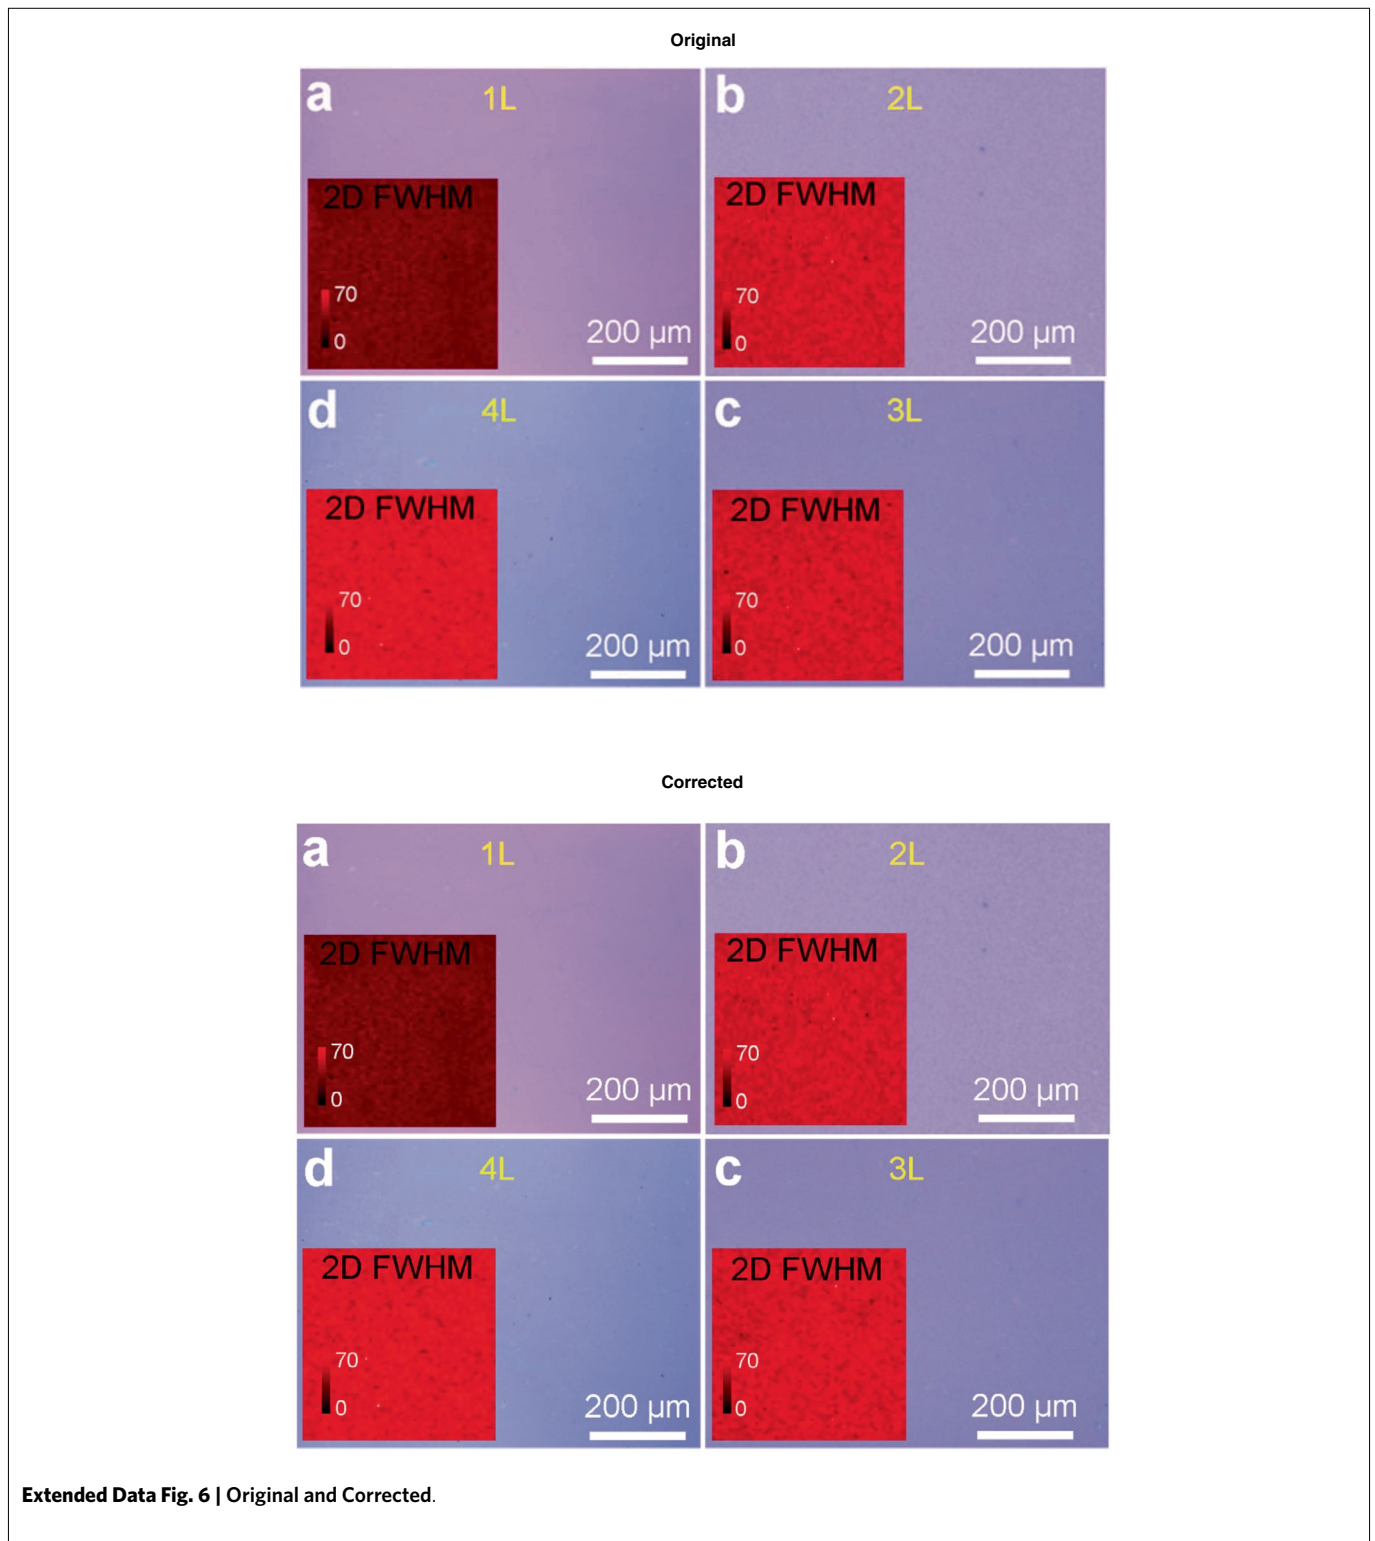 Original
a
1L
2D FWHM
70
0
200 µm
b
2L
2D FWHM
70
0
200 µm
d
4L
2D FWHM
70
0
200 µm
c
3L
2D FWHM
70
0
200 µm
Corrected
a
1L
2D FWHM
70
0
200 µm
b
2L
2D FWHM
70
0
200 µm
d
4L
2D FWHM
70
0
200 µm
c
3L
2D FWHM
70
0
200 µm
Extended Data Fig. 6 | Original and Corrected.